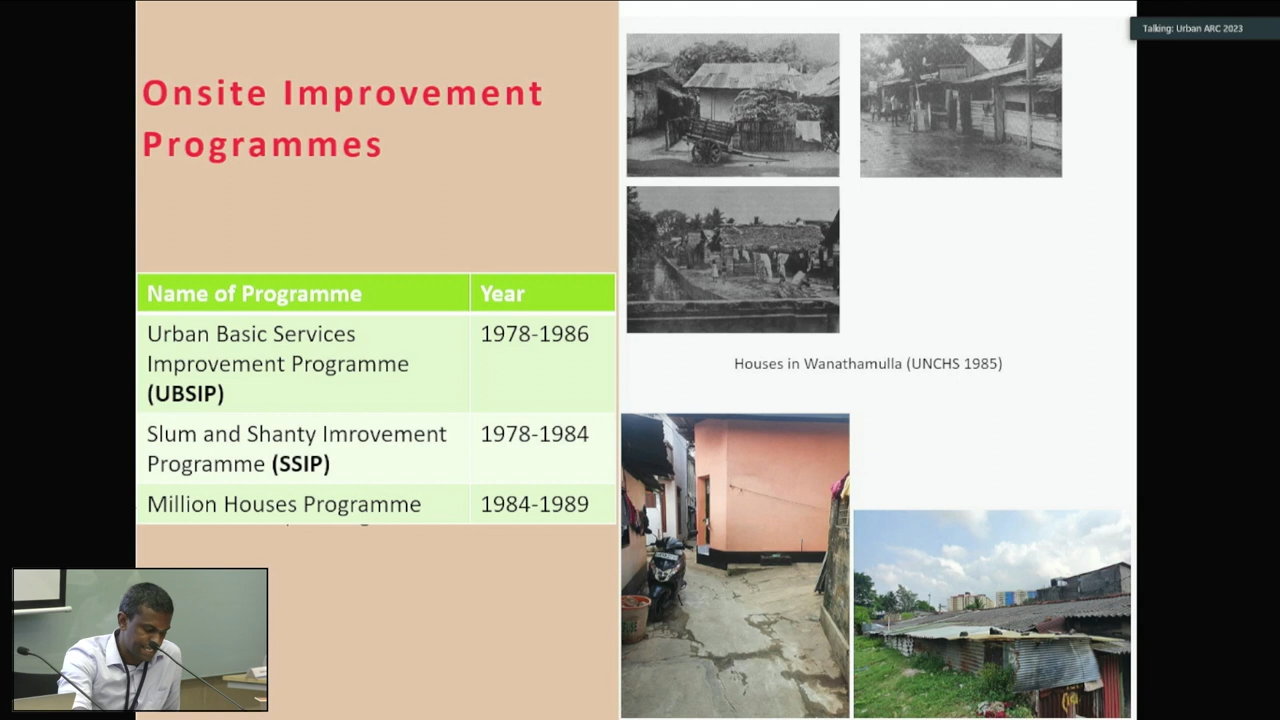 Talking: Urban ARC 2023
Onsite Improvement
Programmes
Name of Programme Year
Urban Basic Services 1978-1986
Improvement Programme
(UBSIP)
Slum and Shanty Imrovement 1978-1984
Programme (SSIP)
Million Houses Programme 1984-1989
Houses in Wanathamulla (UNCHS 1985)